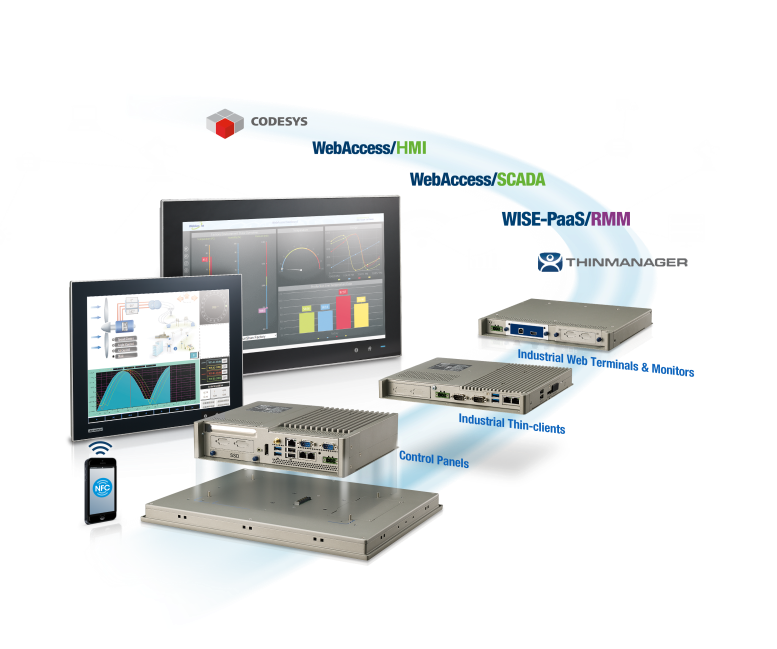 CODESYS
WebAccess/HMI
WebAccess/SCADA
WISE-PaaS/RMM
THINMANAGER
Industrial Web Terminals & Monitors
Industrial Thin-clients
Control Panels
NFC